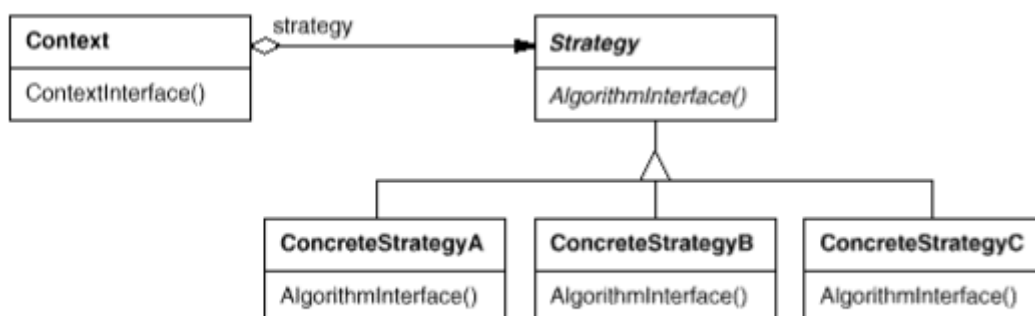 Context
strategy
Strategy
ContextInterface()
AlgorithmInterface()
ConcreteStrategyA
ConcreteStrategyB
ConcreteStrategyC
AlgorithmInterface()
AlgorithmInterface()
AlgorithmInterface()